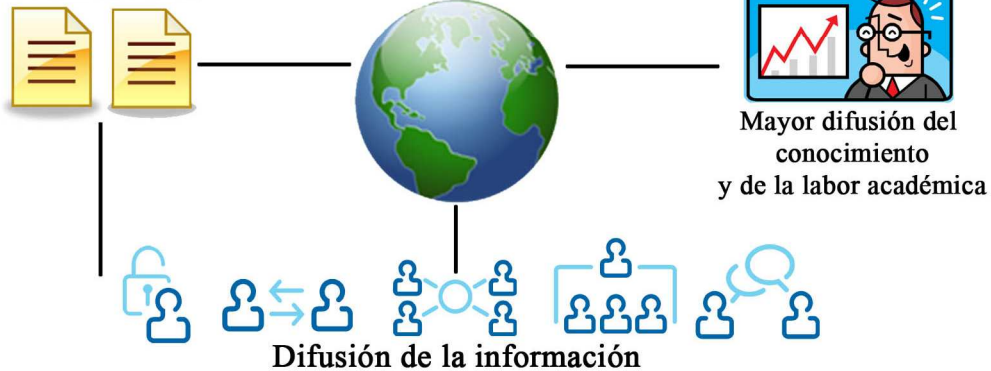 Mayor difusión del
conocimiento
y de la labor académica
Difusión de la información